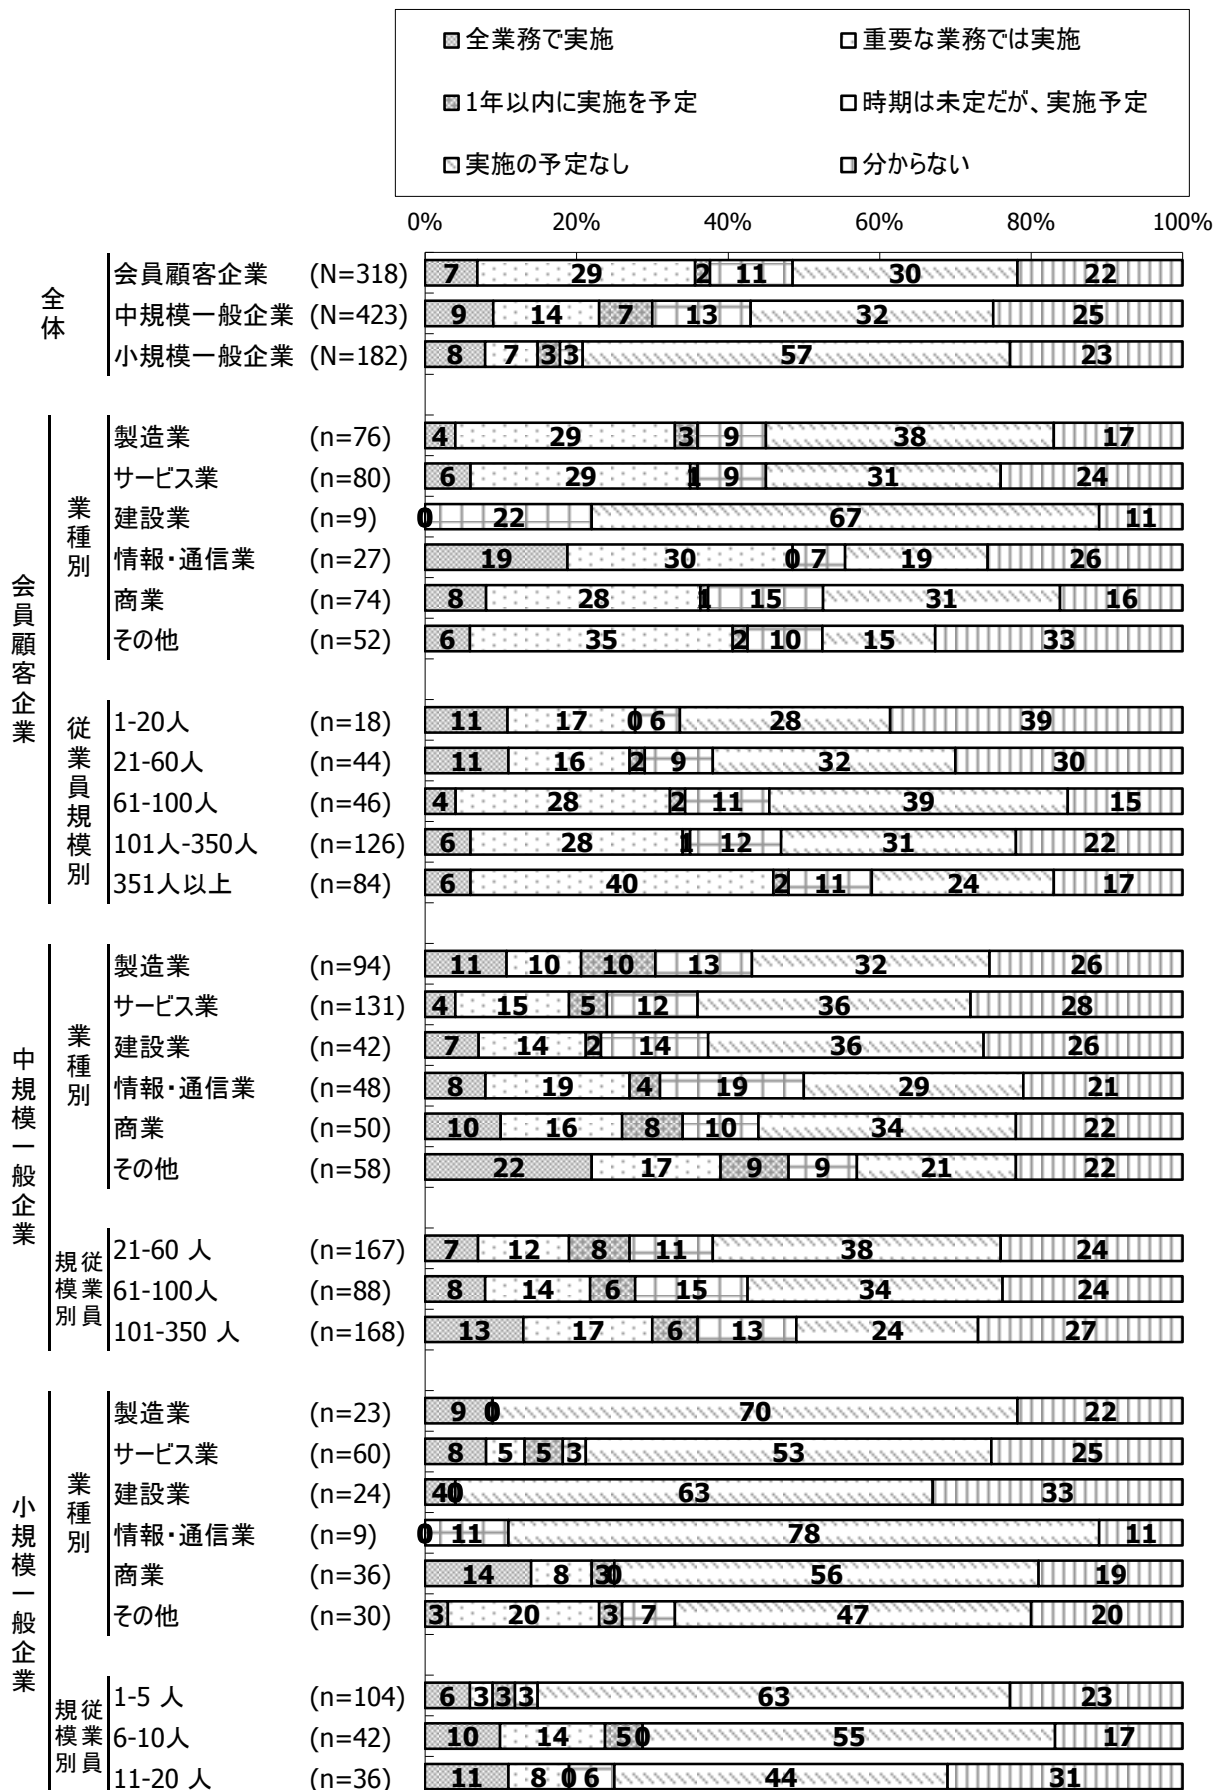 全業務で実施 重要な業務では実施
1年以内に実施を予定 時期は未定だが、実施予定
実施の予定なし 分からない
0% 20% 40% 60% 80% 100%
全体
会員顧客企業 (N=318) 7 29 2 11 30 22
中規模一般企業 (N=423) 9 14 7 13 32 25
小規模一般企業 (N=182) 8 7 3 3 57 23
会員顧客企業
業種別
製造業 (n=76) 4 29 3 9 38 17
サービス業 (n=80) 6 29 1 9 31 24
建設業 (n=9) 0 22 67 11
情報・通信業 (n=27) 19 30 0 7 19 26
商業 (n=74) 8 28 1 15 31 16
その他 (n=52) 6 35 2 10 15 33
従業員規模別
1-20人 (n=18) 11 17 0 6 28 39
21-60人 (n=44) 11 16 2 9 32 30
61-100人 (n=46) 4 28 2 11 39 15
101人-350人 (n=126) 6 28 1 12 31 22
351人以上 (n=84) 6 40 2 11 24 17
中規模一般企業
業種別
製造業 (n=94) 11 10 10 13 32 26
サービス業 (n=131) 4 15 5 12 36 28
建設業 (n=42) 7 14 2 14 36 26
情報・通信業 (n=48) 8 19 4 19 29 21
商業 (n=50) 10 16 8 10 34 22
その他 (n=58) 22 17 9 9 21 22
従業員規模別
21-60 人 (n=167) 7 12 8 11 38 24
61-100人 (n=88) 8 14 6 15 34 24
101-350 人 (n=168) 13 17 6 13 24 27
小規模一般企業
業種別
製造業 (n=23) 9 0 70 22
サービス業 (n=60) 8 5 5 3 53 25
建設業 (n=24) 4 0 63 33
情報・通信業 (n=9) 0 11 78 11
商業 (n=36) 14 8 3 0 56 19
その他 (n=30) 3 20 3 7 47 20
従業員規模別
1-5 人 (n=104) 6 3 3 3 63 23
6-10人 (n=42) 10 14 5 0 55 17
11-20 人 (n=36) 11 8 0 6 44 31